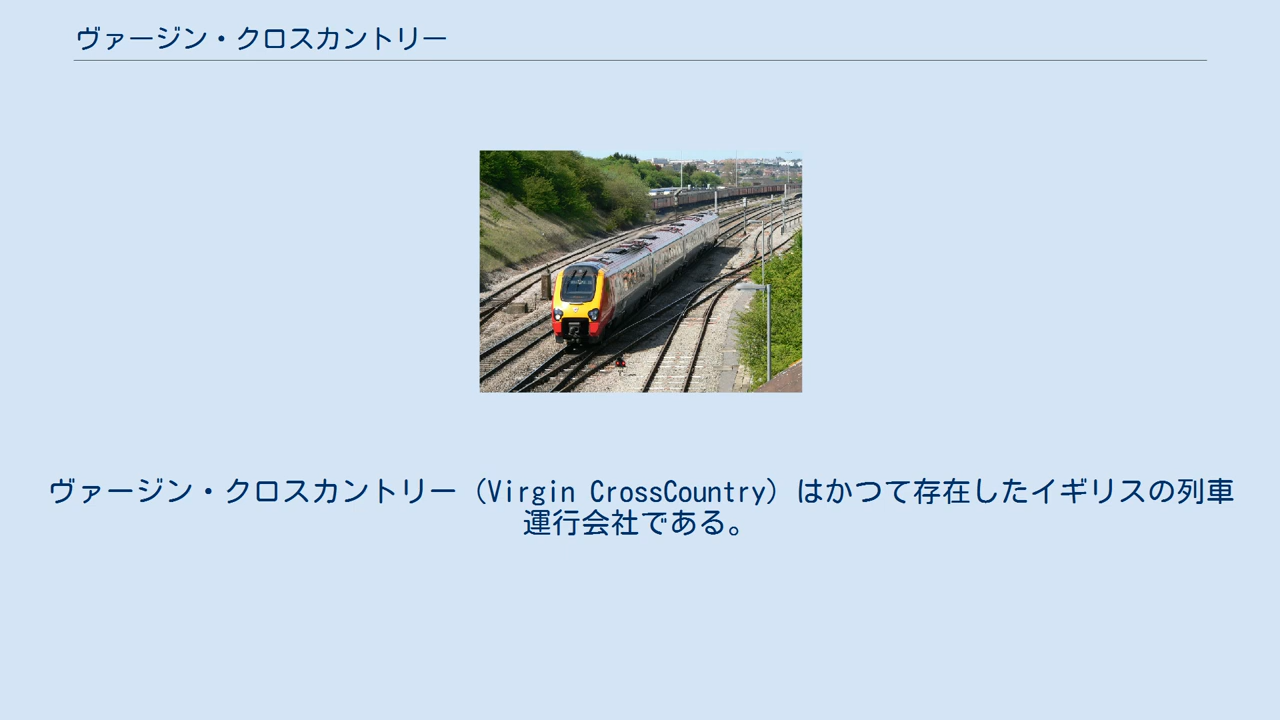 ヴァージン・クロスカントリー
ヴァージン・クロスカントリー（Virgin CrossCountry）はかつて存在したイギリスの列車
運行会社である。